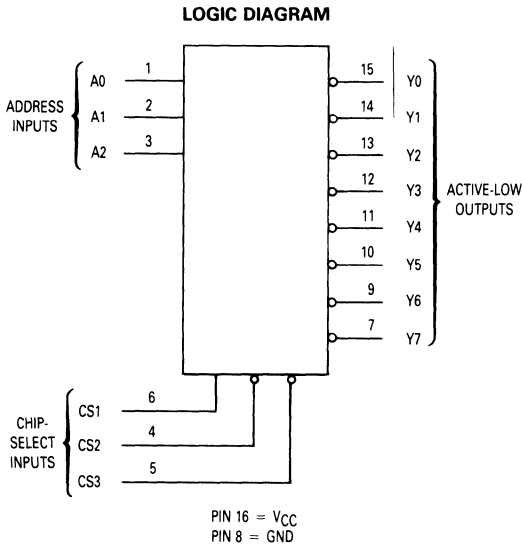 LOGIC DIAGRAM
ADDRESS
INPUTS
A0 1
A1 2
A2 3
15 Y0
14 Y1
13 Y2
12 Y3
11 Y4
10 Y5
9 Y6
7 Y7
ACTIVE-LOW
OUTPUTS
CHIP-
SELECT
INPUTS
CS1 6
CS2 4
CS3 5
PIN 16 = VCC
PIN 8 = GND